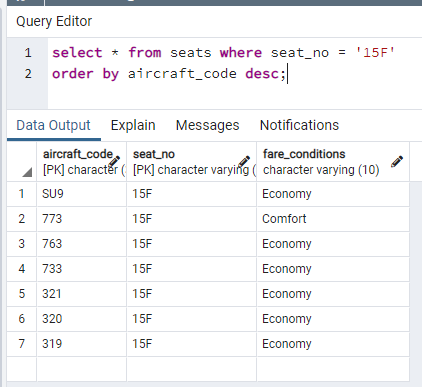 Query Editor
1 select * from seats where seat_no = '15F'
2 order by aircraft_code desc;
Data Output Explain Messages Notifications
aircraft_code seat_no fare_conditions
[PK] character ( [PK] character varying ( character varying (10)
1 SU9 15F Economy
2 773 15F Comfort
3 763 15F Economy
4 733 15F Economy
5 321 15F Economy
6 320 15F Economy
7 319 15F Economy